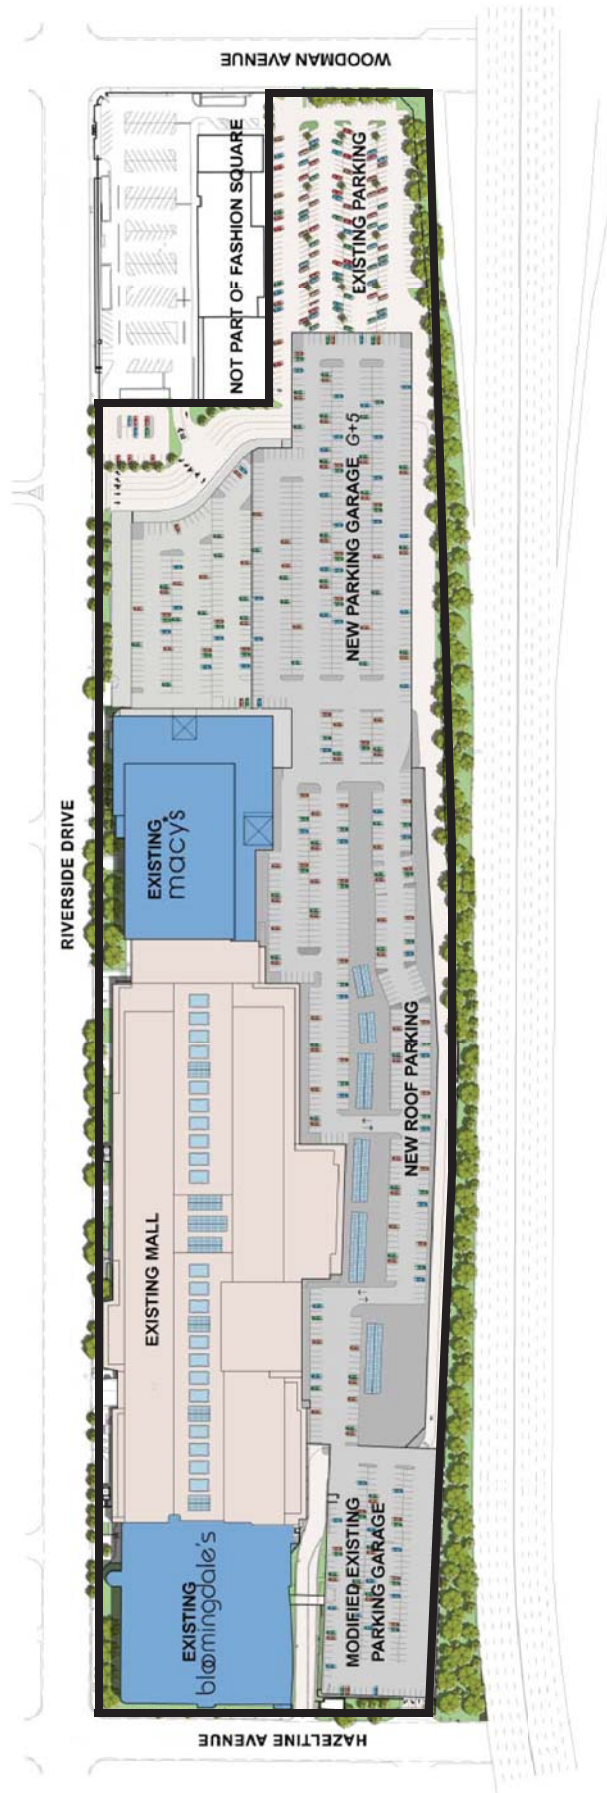 WOODMAN AVENUE
NOT PART OF FASHION SQUARE
EXISTING PARKING
NEW PARKING GARAGE G+5
RIVERSIDE DRIVE
EXISTING
macy's
NEW ROOF PARKING
EXISTING MALL
EXISTING
bloomingdale's
MODIFIED EXISTING
PARKING GARAGE
HAZELTINE AVENUE